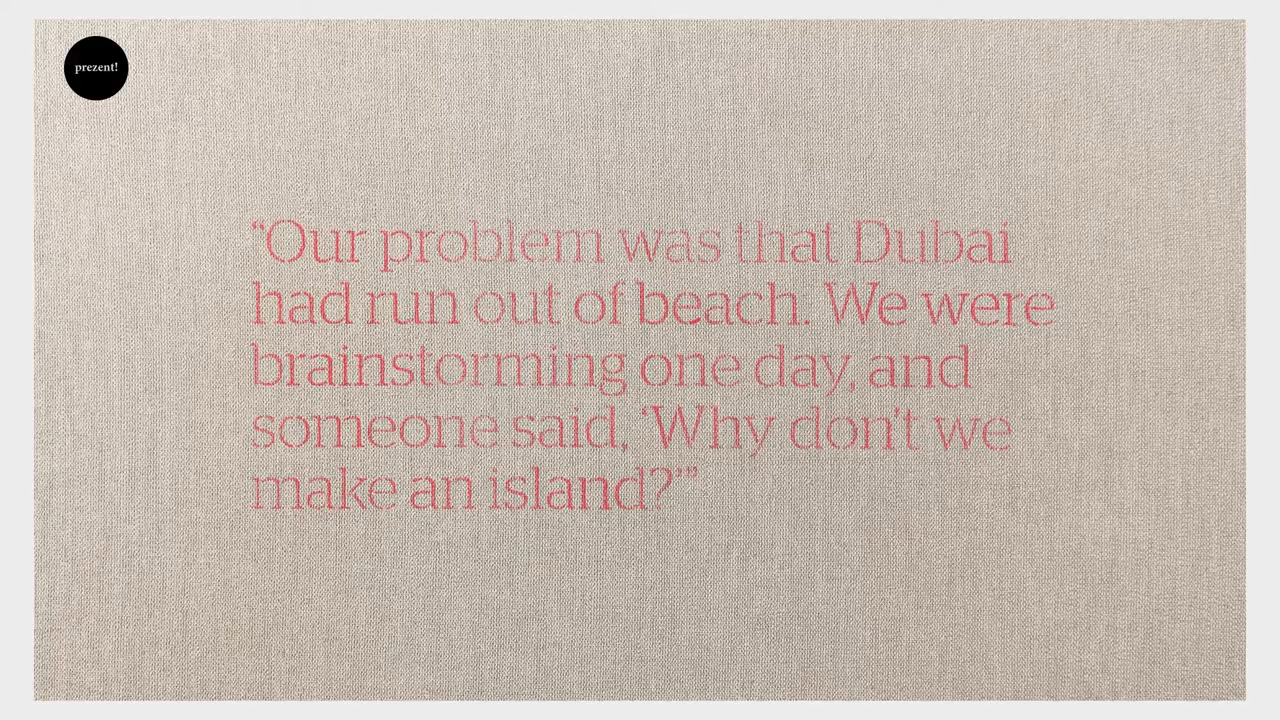 prezent!
“Our problem was that Dubai
had run out of beach. We were
brainstorming one day, and
someone said, ‘Why don’t we
make an island?’”